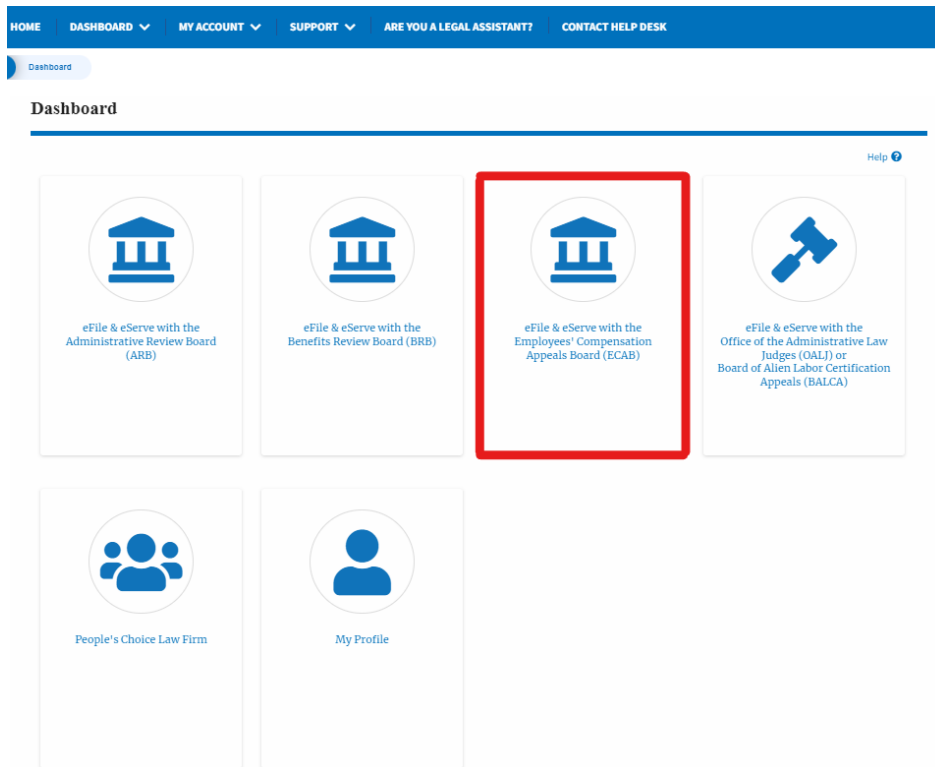 HOME DASHBOARD MY ACCOUNT SUPPORT ARE YOU A LEGAL ASSISTANT? CONTACT HELP DESK
Dashboard
Dashboard
Help ?
eFile & eServe with the
Administrative Review Board
(ARB)
eFile & eServe with the
Benefits Review Board (BRB)
eFile & eServe with the
Employees' Compensation
Appeals Board (ECAB)
eFile & eServe with the
Office of the Administrative Law
Judges (OALJ) or
Board of Alien Labor Certification
Appeals (BALCA)
People's Choice Law Firm
My Profile